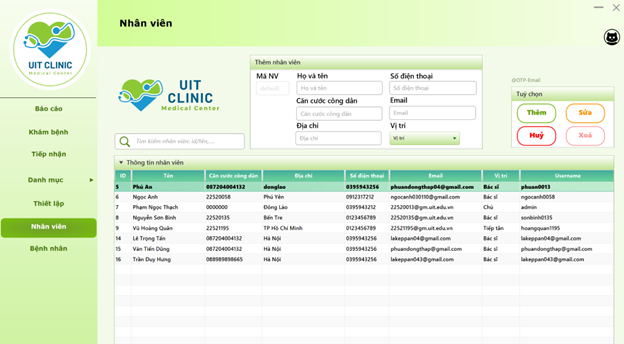 Nhân viên
UIT CLINIC
Medical Center
Báo cáo
Khám bệnh
Tiếp nhận
Danh mục
Thiết lập
Nhân viên
Bệnh nhân
UIT
CLINIC
Medical Center
Tìm kiếm nhân viên: id/tên,...
Thêm nhân viên
Mã NV Họ và tên Số điện thoại
default Họ và tên Số điện thoại
Căn cước công dân Email
Căn cước công dân Email
Địa chỉ Vị trí
Địa chỉ Vị trí
@OTP-Email
Tuỳ chọn
Thêm Sửa
Huỷ Xoá
Thông tin nhân viên
ID Tên Căn cước công dân Địa chỉ Số điện thoại Email Vị trí Username
5 Phú An 087204004132 donglao 0395943256 phuandongthap04@gmail.com Bác sĩ phuan0013
6 Ngọc Anh 22520058 Phú Yên 0912317212 ngocanh030110@gmail.com Bác sĩ ngocanh0058
7 Phạm Ngọc Thạch 0000000 Đông Lào 0395943212 22520013@gm.uit.edu.vn Chủ admin
8 Nguyễn Sơn Bình 22520135 Bến Tre 0123456789 22520135@gm.uit.edu.vn Bác sĩ sonbinh0135
9 Vũ Hoàng Quân 22521195 TP Hồ Chí Minh 0123456789 22521195@gm.uit.edu.vn Tiếp tân hoangquan1195
14 Lê Trọng Tấn 087204004132 Hà Nội 0395943256 lakeppan04@gmail.com Bác sĩ lakeppan04@gmail.com
15 Văn Tiến Dũng 087204004132 Hà Nội 0395943256 phuandongthap@gmail.com Bác sĩ phuandongthap@gmail.com
16 Trần Duy Hưng 088989898665 Hà Nội 0395943256 lakeppan043@gmail.com Bác sĩ lakeppan043@gmail.com